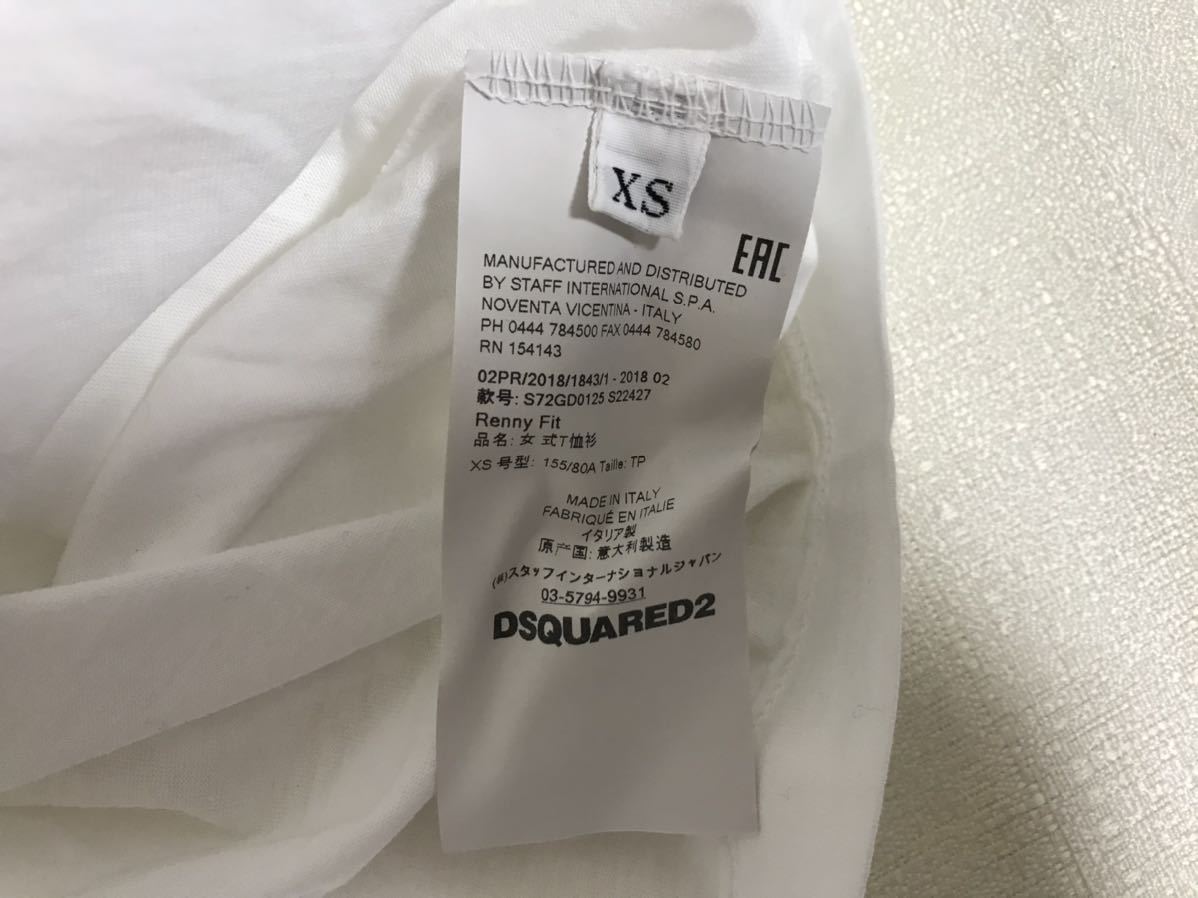 XS
EAC
MANUFACTURED AND DISTRIBUTED
BY STAFF INTERNATIONAL S.P.A.
NOVENTA VICENTINA - ITALY
PH 0444 784500 FAX 0444 784580
RN 154143
02PR/2018/1843/1 - 2018 02
款号: S72GD0125 S22427
Renny Fit
品名: 女 式T恤衫
XS 号型: 155/80A Taille: TP
MADE IN ITALY
FABRIQUÉ EN ITALIE
イタリア製
原产国: 意大利製造
(株)スタッフインターナショナルジャパン
03-5794-9931
DSQUARED2